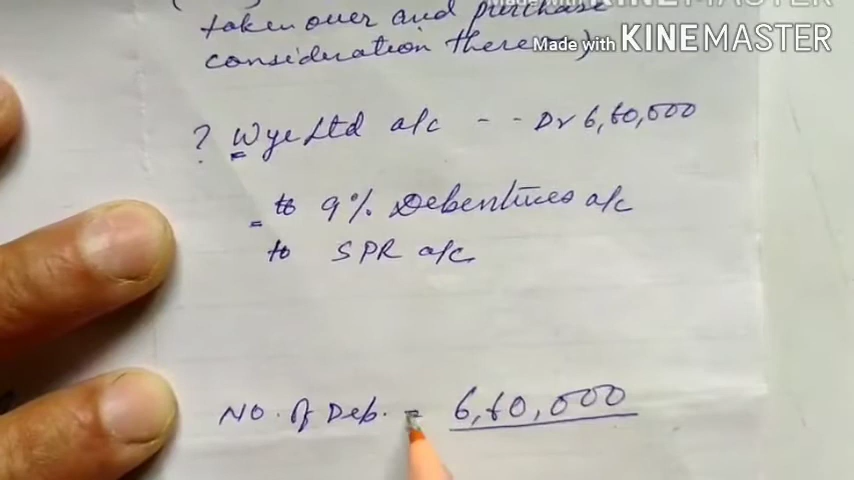 taken over and purchase
consideration thereon)
Made with KINEMASTER
? Wye Ltd a/c - - Dr 6,60,000
to 9% Debentures a/c
to SPR a/c
No. of Deb. = 6,60,000